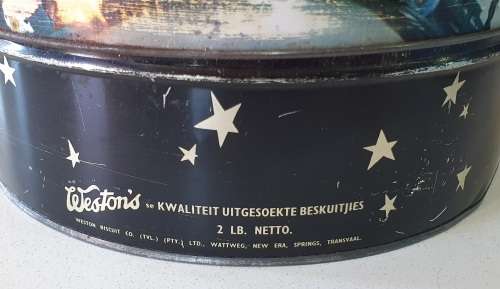 Weston's se KWALITEIT UITGESOEKTE BESKUITJIES
2 LB. NETTO.
WESTON BISCUIT CO. (TVL.) (PTY.) LTD., WATTWEG, NEW ERA, SPRINGS, TRANSVAAL.